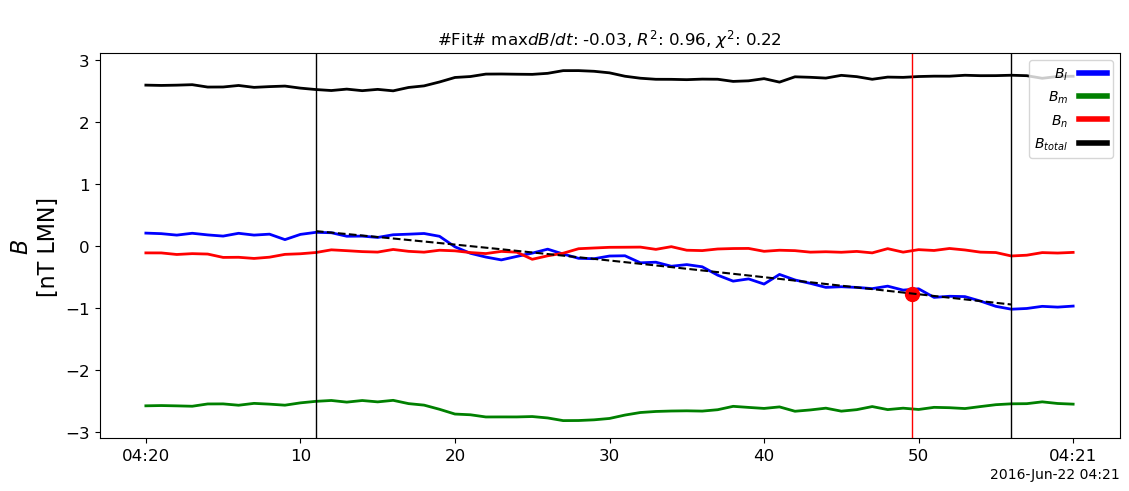 #Fit# maxdB/dt: -0.03, R²: 0.96, χ²: 0.22
3
2
1
0
−1
−2
−3
B
[nT LMN]
B_l
B_m
B_n
B_total
04:20 10 20 30 40 50 04:21
2016-Jun-22 04:21